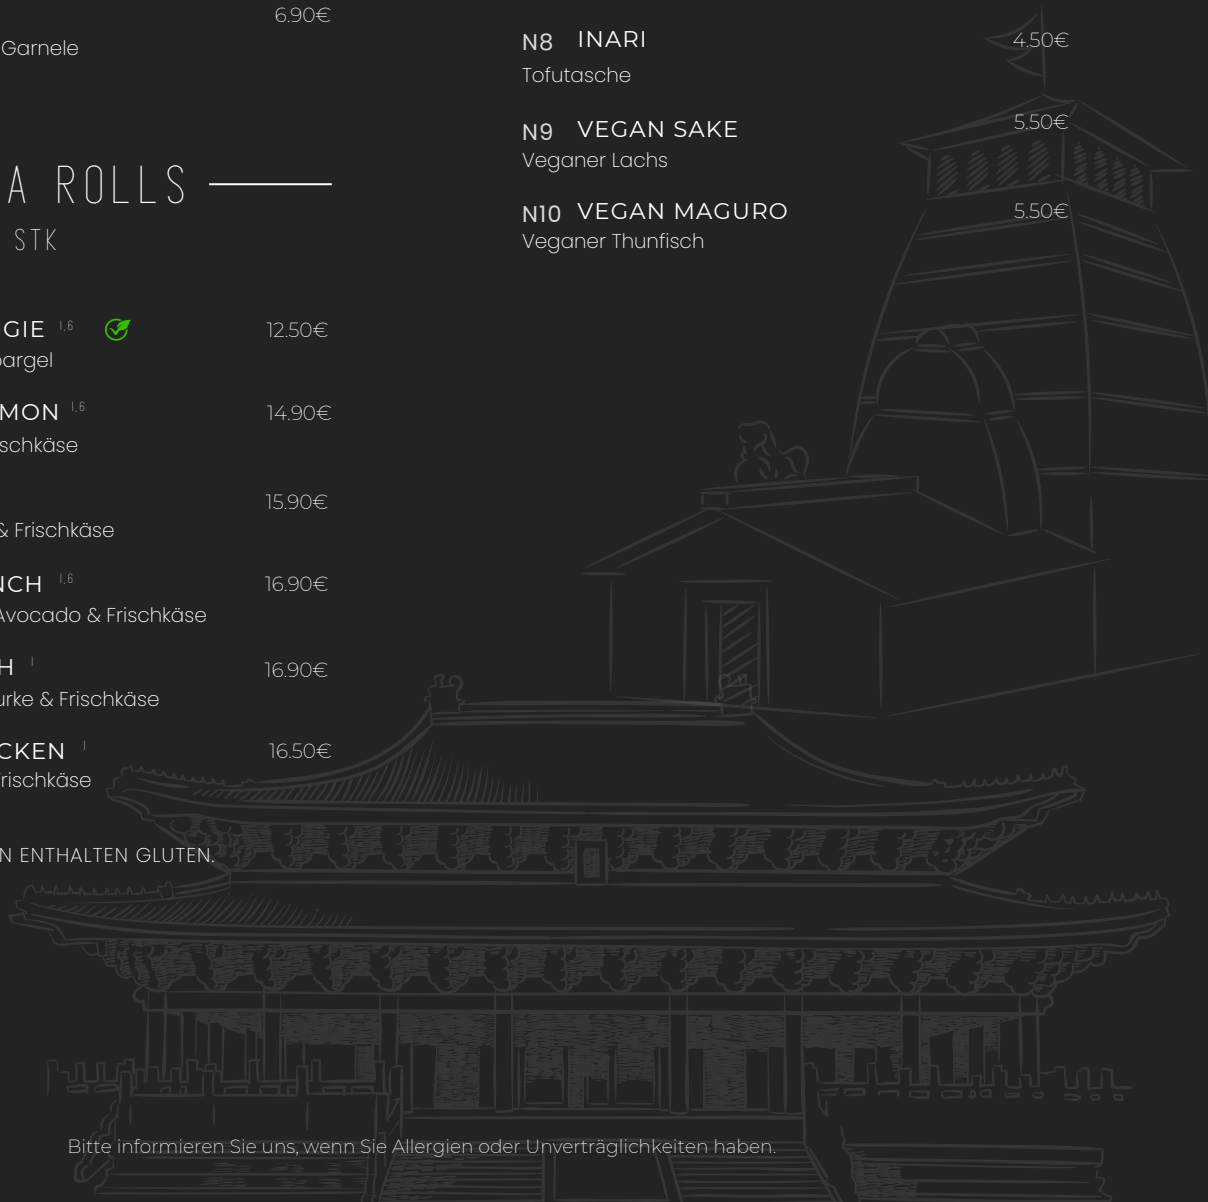 6.90€
Garnele
A ROLLS
STK
GIE 1,6 12.50€
argel
MON 1,6 14.90€
schkäse
15.90€
& Frischkäse
NCH 1,6 16.90€
Avocado & Frischkäse
H 1 16.90€
urke & Frischkäse
CKEN 1 16.50€
rischkäse
N ENTHALTEN GLUTEN.
N8 INARI 4.50€
Tofutasche
N9 VEGAN SAKE 5.50€
Veganer Lachs
N10 VEGAN MAGURO 5.50€
Veganer Thunfisch
Bitte informieren Sie uns, wenn Sie Allergien oder Unverträglichkeiten haben.